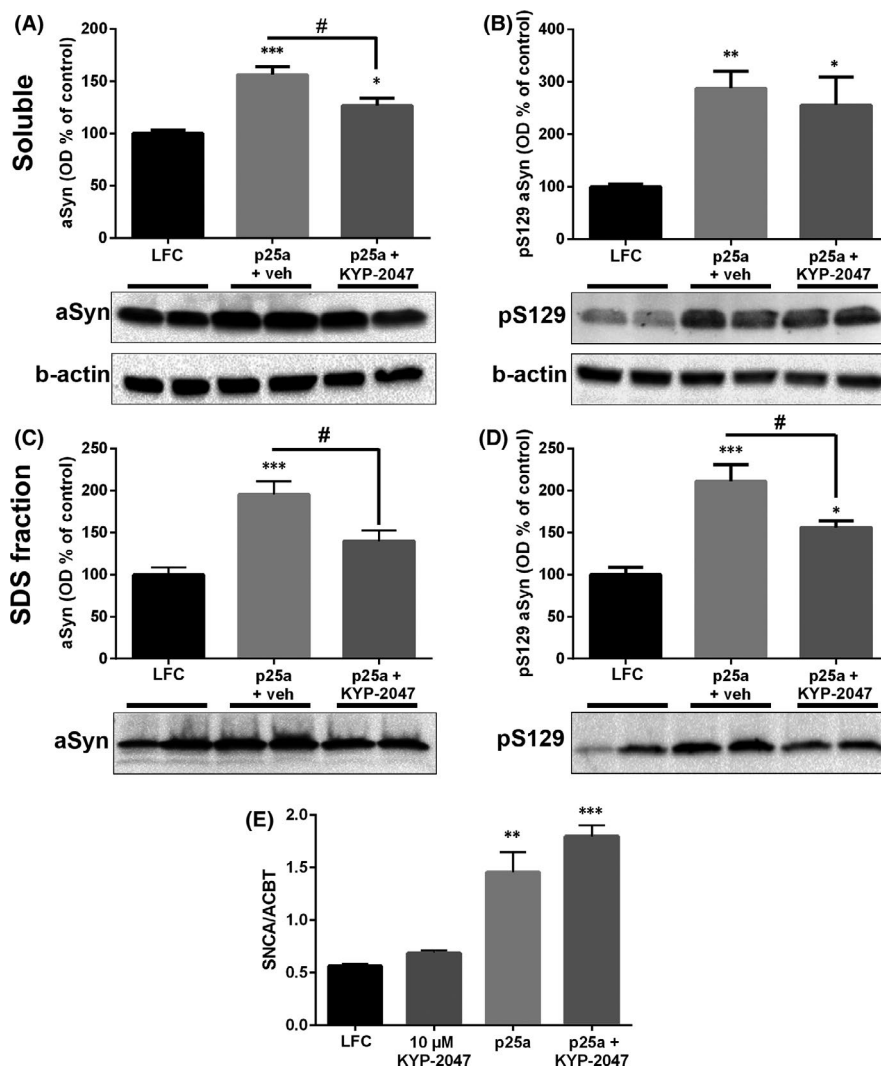 Soluble
(A)
aSyn (OD % of control)
200
150
100
50
0
***
#
*
LFC
p25a
+ veh
p25a +
KYP-2047
aSyn
b-actin
(B)
pS129 aSyn (OD % of control)
400
300
200
100
0
**
*
LFC
p25a
+ veh
p25a +
KYP-2047
pS129
b-actin
SDS fraction
(C)
aSyn (OD % of control)
250
200
150
100
50
0
***
#
LFC
p25a
+ veh
p25a +
KYP-2047
aSyn
(D)
pS129 aSyn (OD % of control)
250
200
150
100
50
0
***
#
*
LFC
p25a
+ veh
p25a +
KYP-2047
pS129
(E)
SNCA/ACBT
2.0
1.5
1.0
0.5
0.0
**
***
LFC
10 µM
KYP-2047
p25a
p25a +
KYP-2047